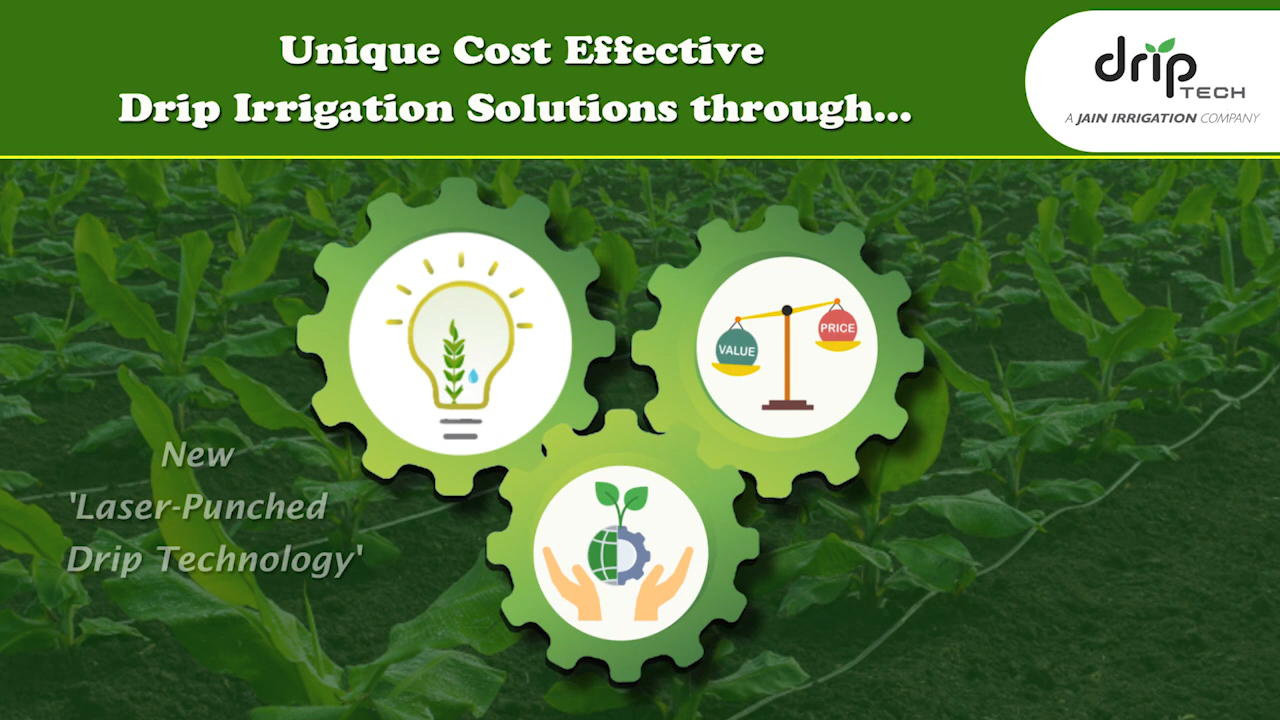 Unique Cost Effective
Drip Irrigation Solutions through...
drip
TECH
A JAIN IRRIGATION COMPANY
VALUE
PRICE
New
'Laser-Punched
Drip Technology'